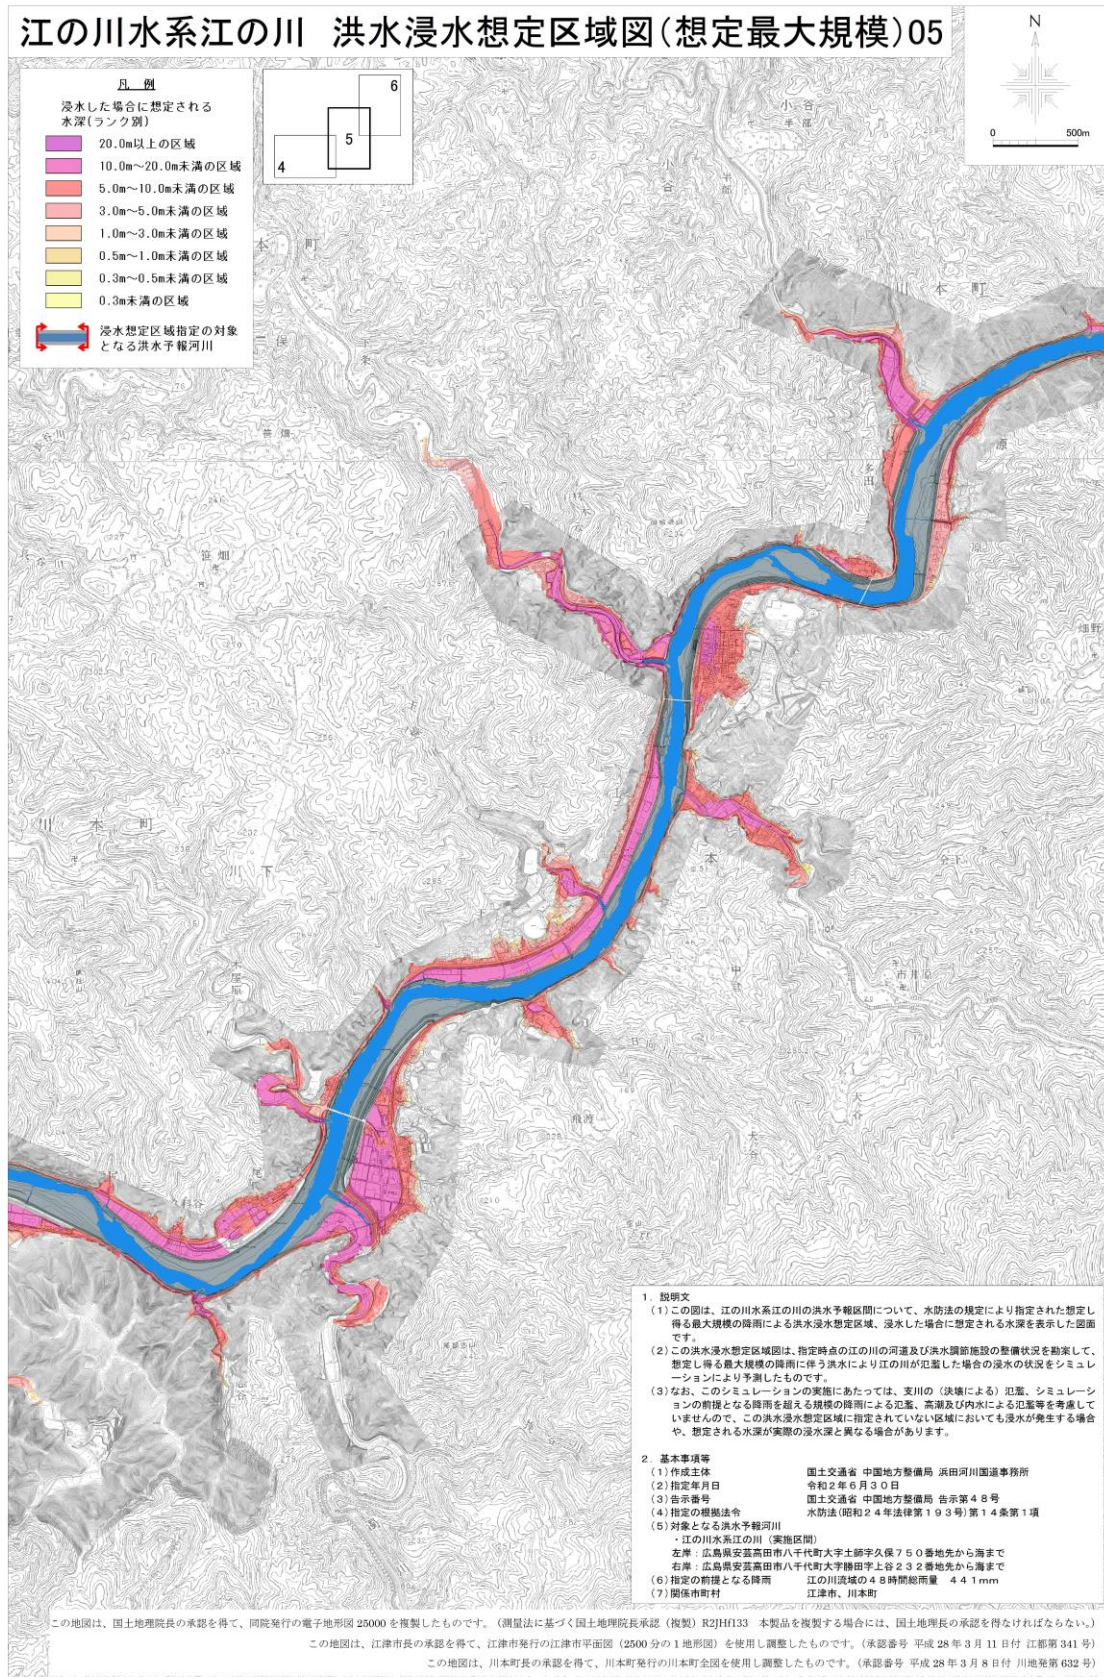 江の川水系江の川　洪水浸水想定区域図(想定最大規模)05
凡 例
浸水した場合に想定される
水深(ランク別)
20.0m以上の区域
10.0m～20.0m未満の区域
5.0m～10.0m未満の区域
3.0m～5.0m未満の区域
1.0m～3.0m未満の区域
0.5m～1.0m未満の区域
0.3m～0.5m未満の区域
0.3m未満の区域
浸水想定区域指定の対象
となる洪水予報河川
6
5
4
N
0 500m
小谷
半部
川本町
笹畑
笹畑
多田
原
畑野
川本町
川下
木屋原
飛渡
大谷
1．説明文
（1）この図は、江の川水系江の川の洪水予報区間について、水防法の規定により指定された想定し
得る最大規模の降雨による洪水浸水想定区域、浸水した場合に想定される水深を表示した図面
です。
（2）この洪水浸水想定区域図は、指定時点の江の川の河道及び洪水調節施設の整備状況を勘案して、
想定し得る最大規模の降雨に伴う洪水により江の川が氾濫した場合の浸水の状況をシミュレ
ーションにより予測したものです。
（3）なお、このシミュレーションの実施にあたっては、支川の（決壊による）氾濫、シミュレーショ
ンの前提となる降雨を超える規模の降雨による氾濫、高潮及び内水による氾濫等を考慮して
いませんので、この洪水浸水想定区域に指定されていない区域においても浸水が発生する場合
や、想定される水深が実際の浸水深と異なる場合があります。
2．基本事項等
（1）作成主体　国土交通省 中国地方整備局 浜田河川国道事務所
（2）指定年月日　令和２年６月３０日
（3）告示番号　国土交通省 中国地方整備局 告示第４８号
（4）指定の根拠法令　水防法（昭和２４年法律第１９３号）第１４条第１項
（5）対象となる洪水予報河川
・江の川水系江の川（実施区間）
左岸：広島県安芸高田市八千代町大字土師字久保７５０番地先から海まで
右岸：広島県安芸高田市八千代町大字勝田字上谷２３２番地先から海まで
（6）指定の前提となる降雨　江の川流域の４８時間総雨量　４４１mm
（7）関係市町村　江津市、川本町
この地図は、国土地理院長の承認を得て、同院発行の電子地形図 25000 を複製したものです。（測量法に基づく国土地理院長承認（複製）R2JHf133　本製品を複製する場合には、国土地理長の承認を得なければならない。）
この地図は、江津市長の承認を得て、江津市発行の江津市平面図（2500 分の 1 地形図）を使用し調整したものです。（承認番号 平成 28 年 3 月 11 日付 江都第 341 号）
この地図は、川本町長の承認を得て、川本町発行の川本町全図を使用し調整したものです。（承認番号 平成 28 年 3 月 8 日付 川地発第 632 号）